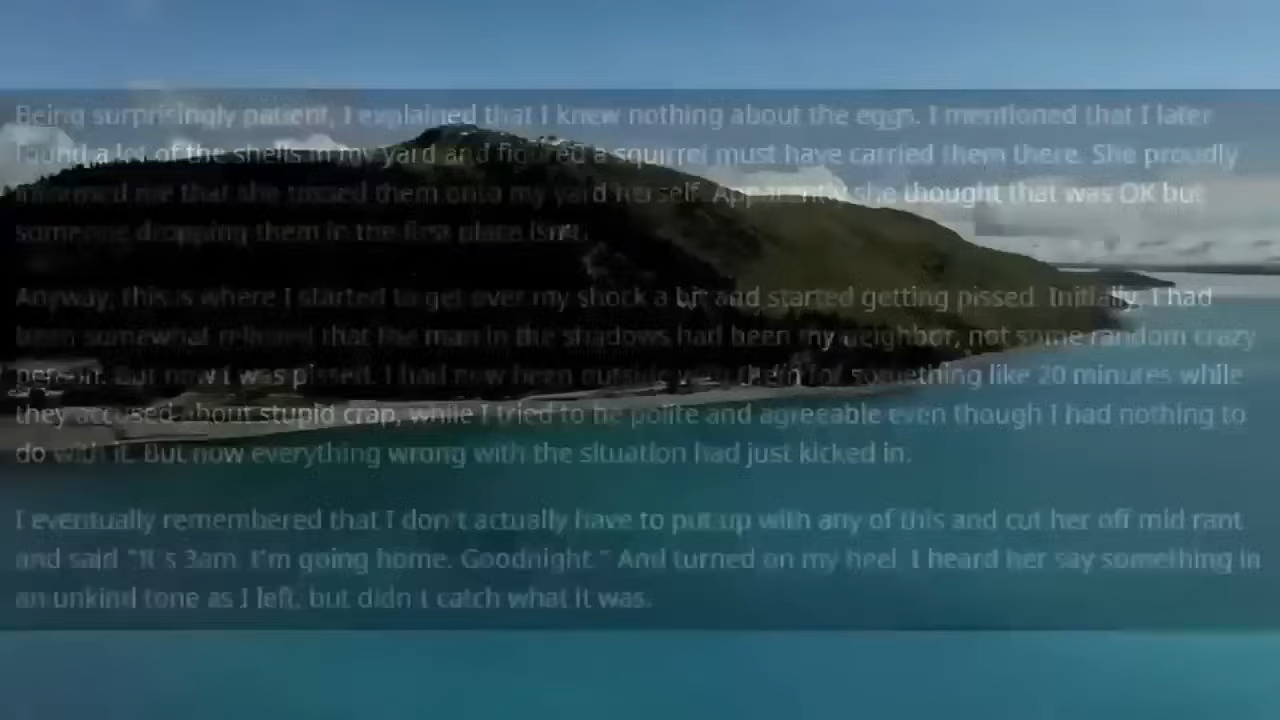 Being surprisingly patient, I explained that I knew nothing about the eggs. I mentioned that I later
found a lot of the shells in my yard and figured a squirrel must have carried them there. She proudly
informed me that she tossed them onto my yard herself. Apparently she thought that was OK but
someone dropping them in the first place isn't.
Anyway, this is where I started to get over my shock a bit and started getting pissed. Initially, I had
been somewhat relieved that the man in the shadows had been my neighbor, not some random crazy
person. But now I was pissed. I had now been outside with them for something like 20 minutes while
they accused about stupid crap, while I tried to be polite and agreeable even though I had nothing to
do with it. But now everything wrong with the situation had just kicked in.
I eventually remembered that I don't actually have to put up with any of this and cut her off mid rant
and said "It's 3am. I'm going home. Goodnight." And turned on my heel. I heard her say something in
an unkind tone as I left, but didn't catch what it was.